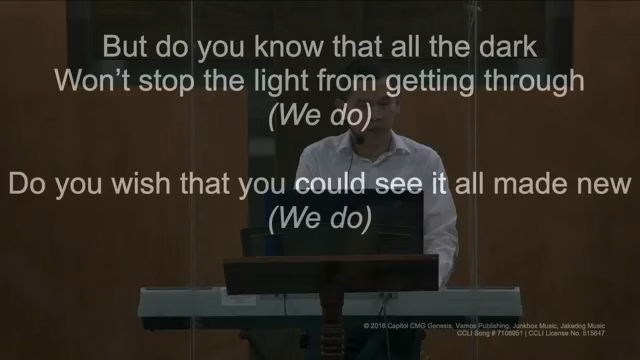 But do you know that all the dark
Won't stop the light from getting through
(We do)
Do you wish that you could see it all made new
(We do)
© 2016 Capitol CMG Genesis, Vamos Publishing, Junkbox Music, Jakedog Music
CCLI Song # 7108951 | CCLI License No. 515647